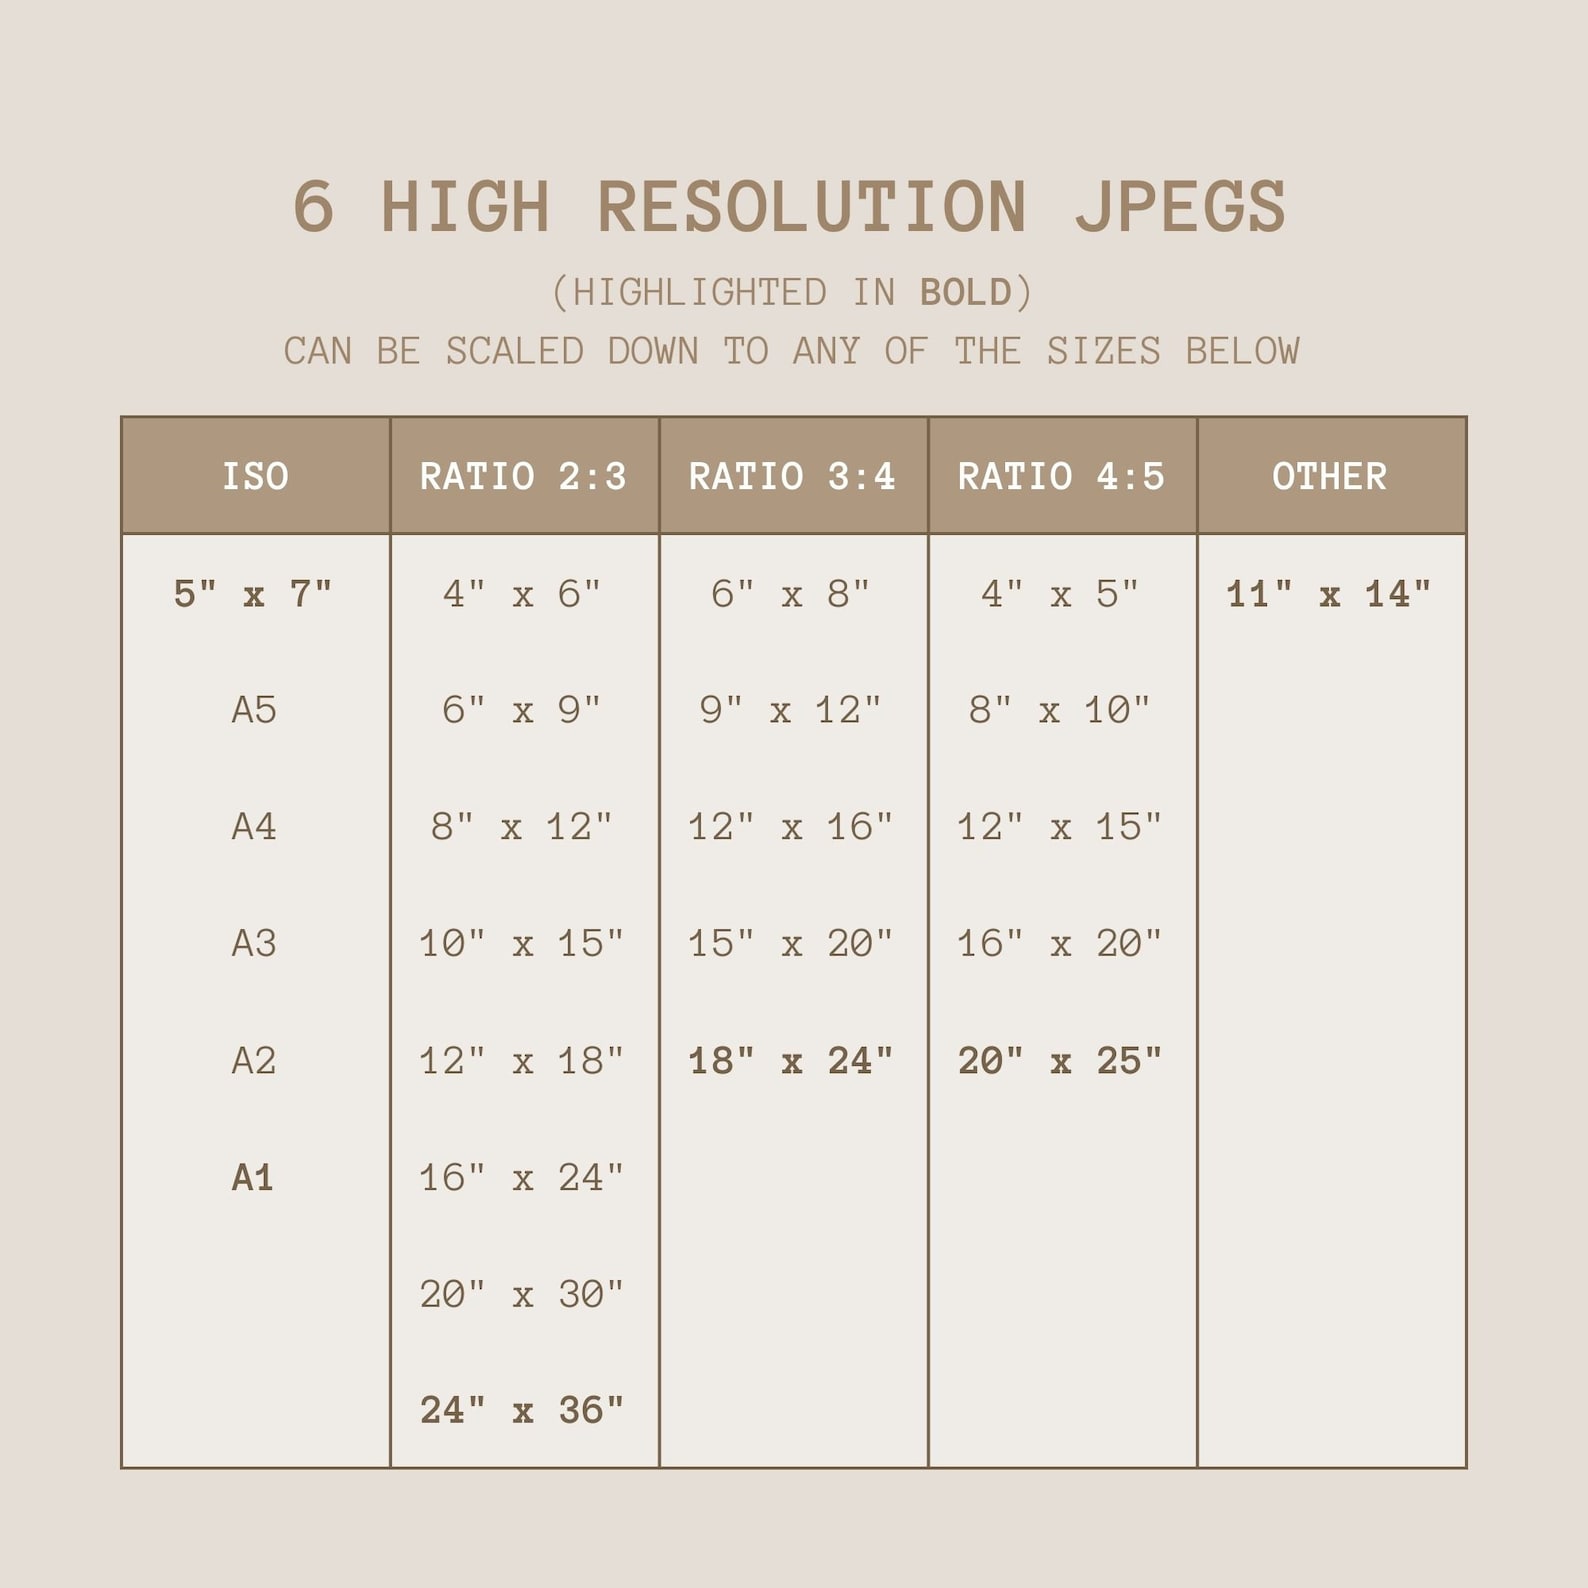 6 HIGH RESOLUTION JPEGS
(HIGHLIGHTED IN BOLD)
CAN BE SCALED DOWN TO ANY OF THE SIZES BELOW
ISO RATIO 2:3 RATIO 3:4 RATIO 4:5 OTHER
5" x 7" 4" x 6" 6" x 8" 4" x 5" 11" x 14"
A5 6" x 9" 9" x 12" 8" x 10"
A4 8" x 12" 12" x 16" 12" x 15"
A3 10" x 15" 15" x 20" 16" x 20"
A2 12" x 18" 18" x 24" 20" x 25"
A1 16" x 24"
20" x 30"
24" x 36"